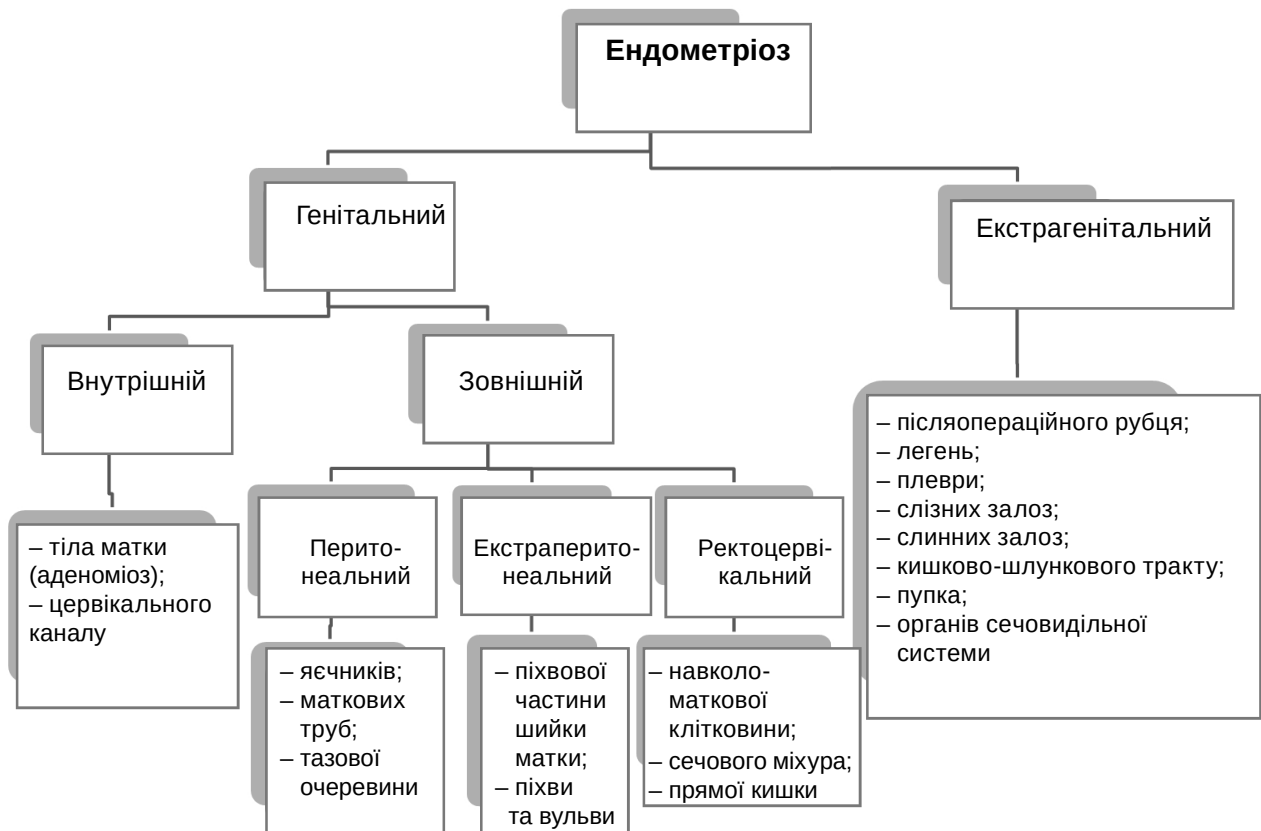 Ендометріоз
Генітальний
Екстрагенітальний
Внутрішній
Зовнішній
– післяопераційного рубця;
– легень;
– плеври;
– слізних залоз;
– слинних залоз;
– кишково-шлункового тракту;
– пупка;
– органів сечовидільної
системи
– тіла матки
(аденоміоз);
– цервікального
каналу
Перито-
неальний
Екстраперито-
неальний
Ректоцерві-
кальний
– яєчників;
– маткових
труб;
– тазової
очеревини
– піхвової
частини
шийки
матки;
– піхви
та вульви
– навколо-
маткової
клітковини;
– сечового міхура;
– прямої кишки